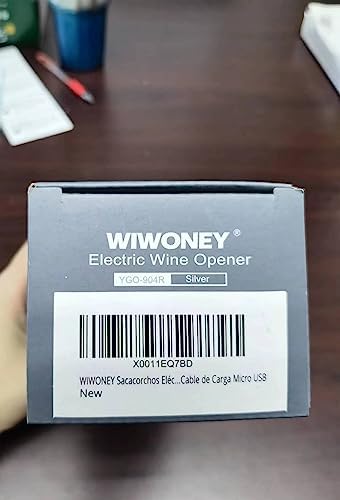 WIWONEY®
Electric Wine Opener
YGO-904R Silver
X0011EQ7BD
WIWONEY Sacacorchos Eléc...Cable de Carga Micro USB
New